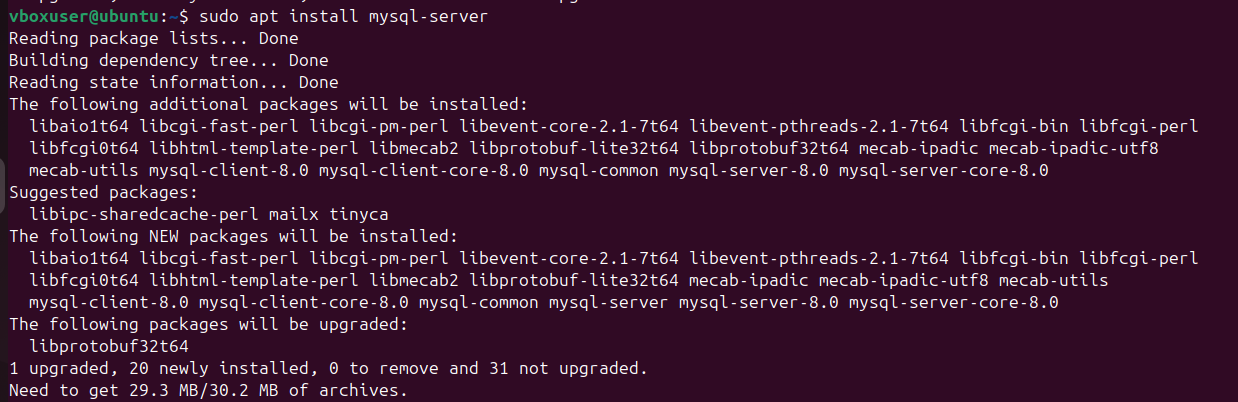 vboxuser@ubuntu:~$ sudo apt install mysql-server
Reading package lists... Done
Building dependency tree... Done
Reading state information... Done
The following additional packages will be installed:
  libaio1t64 libcgi-fast-perl libcgi-pm-perl libevent-core-2.1-7t64 libevent-pthreads-2.1-7t64 libfcgi-bin libfcgi-perl
  libfcgi0t64 libhtml-template-perl libmecab2 libprotobuf-lite32t64 libprotobuf32t64 mecab-ipadic mecab-ipadic-utf8
  mecab-utils mysql-client-8.0 mysql-client-core-8.0 mysql-common mysql-server-8.0 mysql-server-core-8.0
Suggested packages:
  libipc-sharedcache-perl mailx tinyca
The following NEW packages will be installed:
  libaio1t64 libcgi-fast-perl libcgi-pm-perl libevent-core-2.1-7t64 libevent-pthreads-2.1-7t64 libfcgi-bin libfcgi-perl
  libfcgi0t64 libhtml-template-perl libmecab2 libprotobuf-lite32t64 mecab-ipadic mecab-ipadic-utf8 mecab-utils
  mysql-client-8.0 mysql-client-core-8.0 mysql-common mysql-server mysql-server-8.0 mysql-server-core-8.0
The following packages will be upgraded:
  libprotobuf32t64
1 upgraded, 20 newly installed, 0 to remove and 31 not upgraded.
Need to get 29.3 MB/30.2 MB of archives.